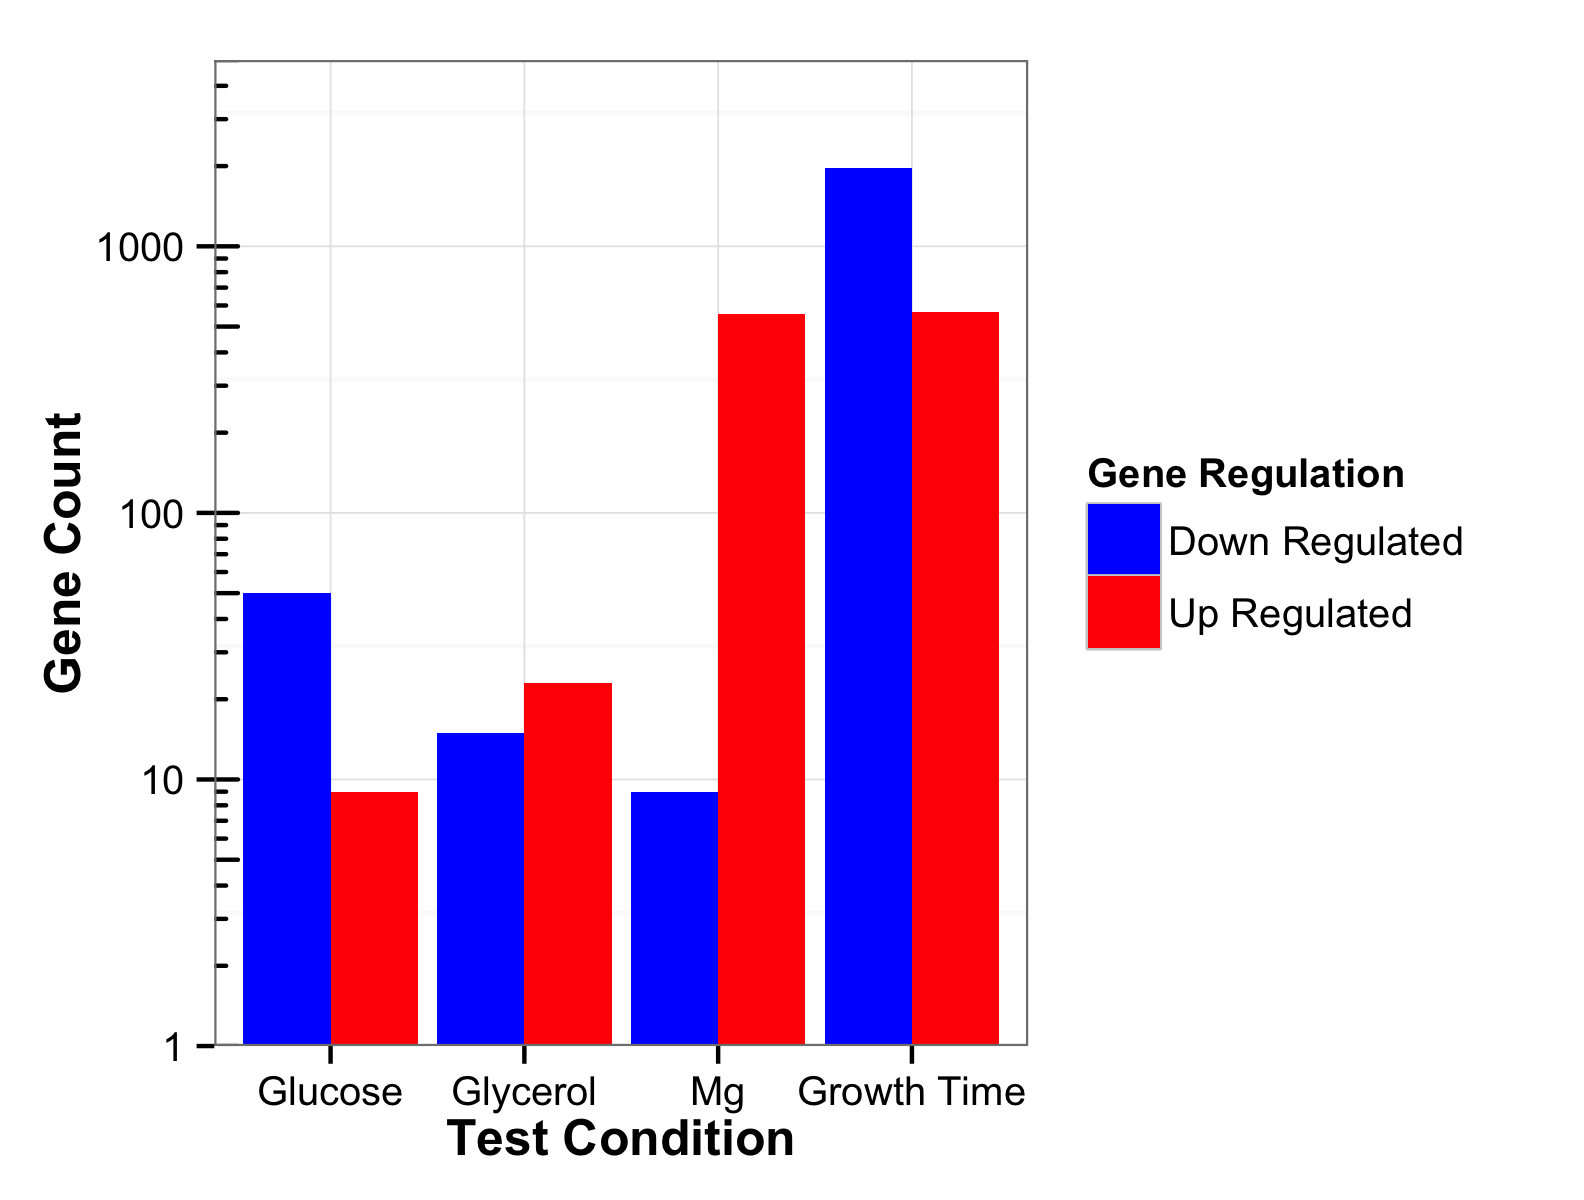 Gene Count
1000
100
10
1
Glucose
Glycerol
Mg
Growth Time
Test Condition
Gene Regulation
Down Regulated
Up Regulated